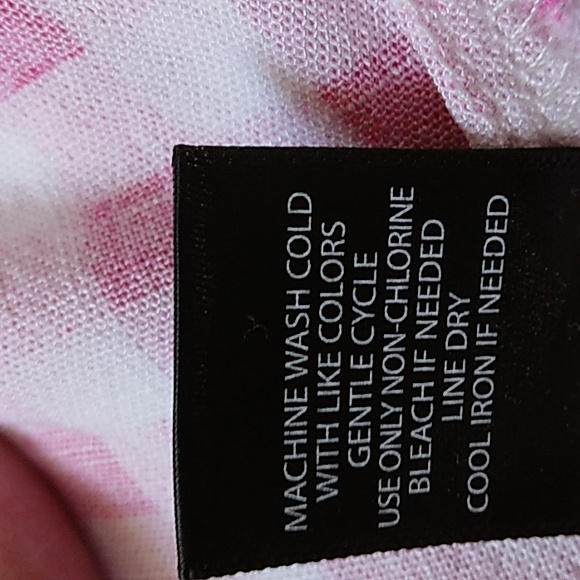 MACHINE WASH COLD
WITH LIKE COLORS
GENTLE CYCLE
USE ONLY NON-CHLORINE
BLEACH IF NEEDED
LINE DRY
COOL IRON IF NEEDED